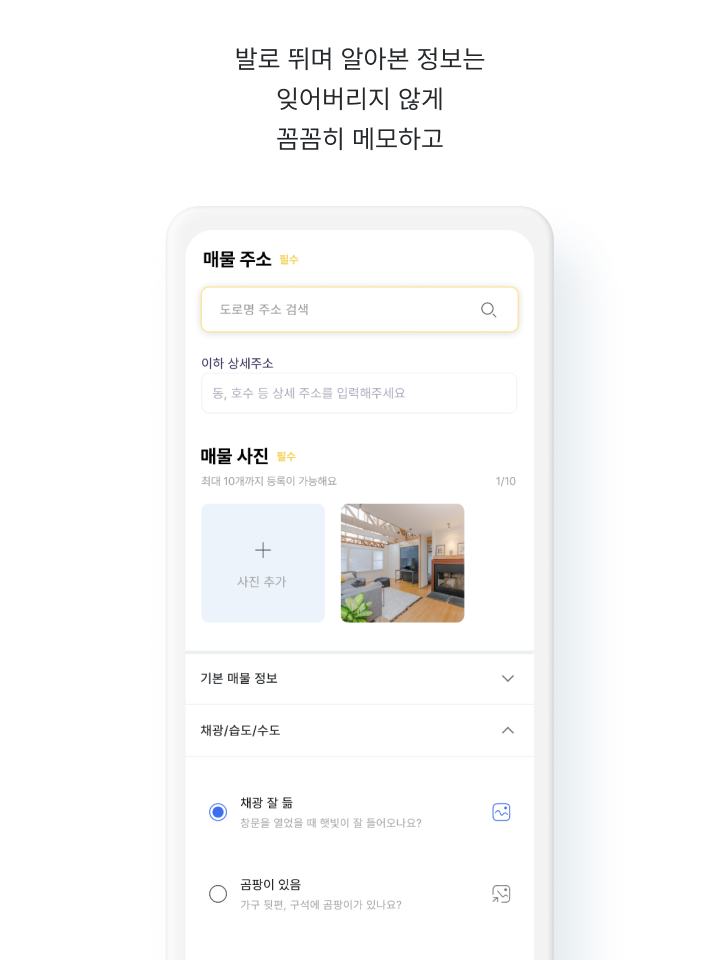 발로 뛰며 알아본 정보는
잊어버리지 않게
꼼꼼히 메모하고
매물 주소 필수
도로명 주소 검색
이하 상세주소
동, 호수 등 상세 주소를 입력해주세요
매물 사진 필수
최대 10개까지 등록이 가능해요 1/10
사진 추가
기본 매물 정보
채광/습도/수도
채광 잘 듦
창문을 열었을 때 햇빛이 잘 들어오나요?
곰팡이 있음
가구 뒷편, 구석에 곰팡이가 있나요?